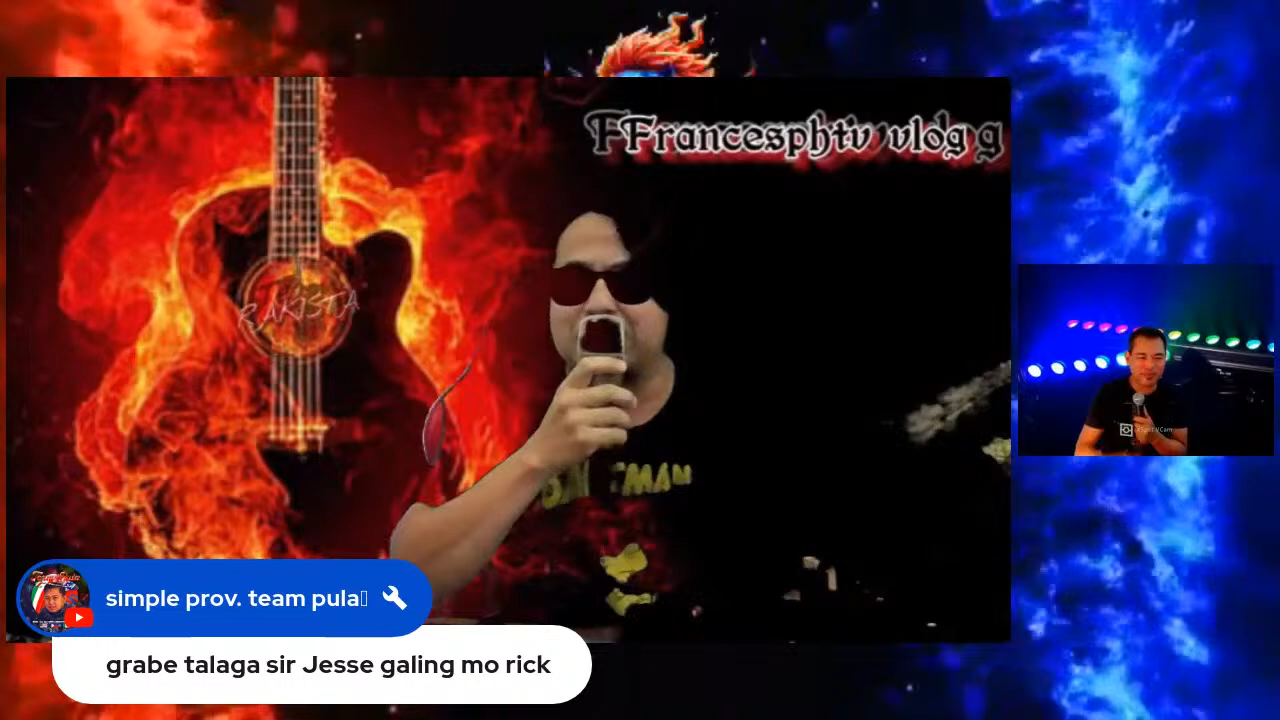 FFrancesphtv vlog g
RAKISTA
simple prov. team pula
grabe talaga sir Jesse galing mo rick